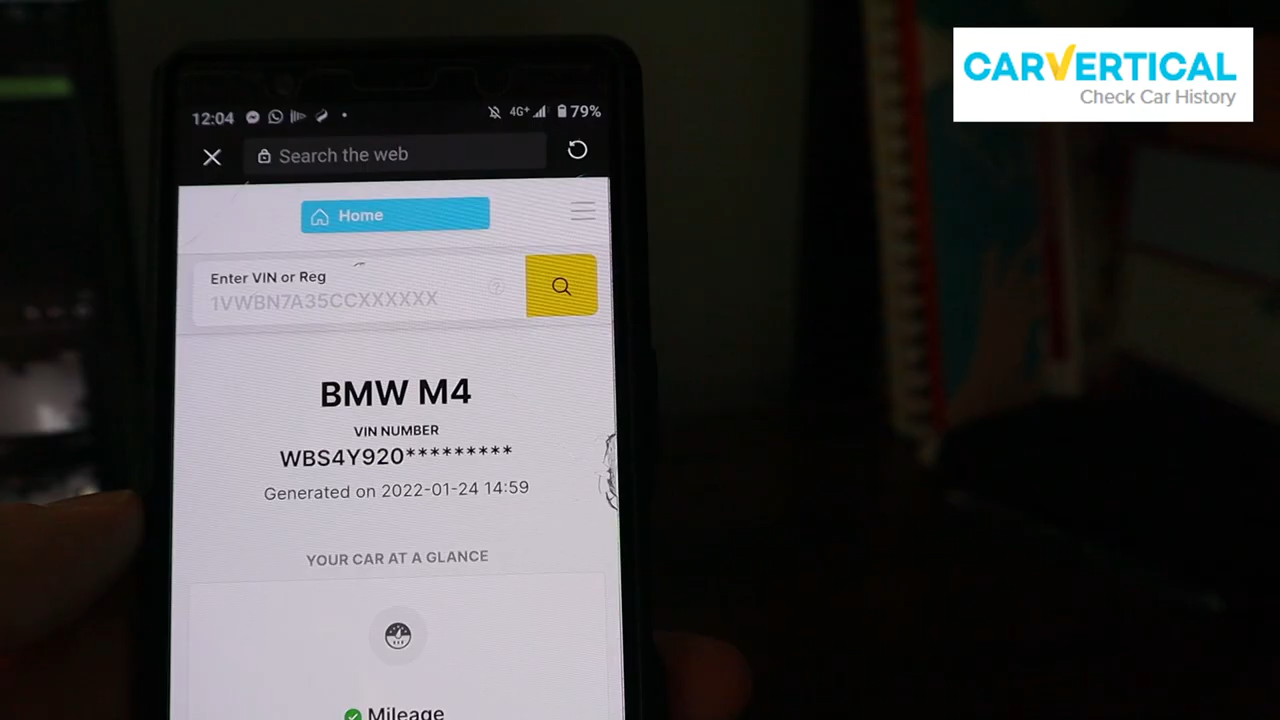 CARVERTICAL
Check Car History
12:04
4G+
79%
Search the web
Home
Enter VIN or Reg
1VWBN7A35CCXXXXXX
?
BMW M4
VIN NUMBER
WBS4Y920*********
Generated on 2022-01-24 14:59
YOUR CAR AT A GLANCE
Mileage